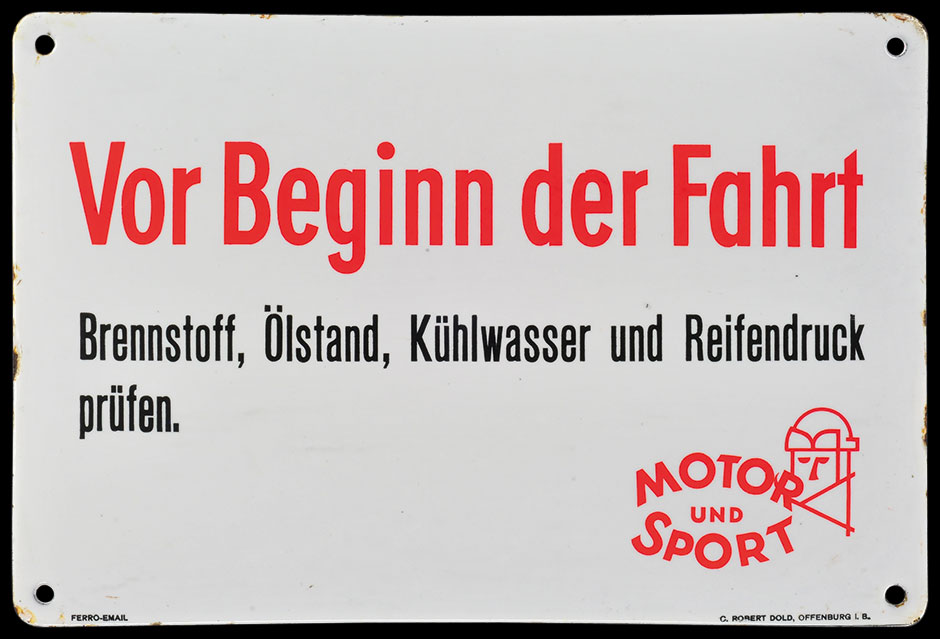 Vor Beginn der Fahrt
Brennstoff, Ölstand, Kühlwasser und Reifendruck
prüfen.
MOTOR
UND
SPORT
FERRO-EMAIL
C. ROBERT DOLD, OFFENBURG I. B.